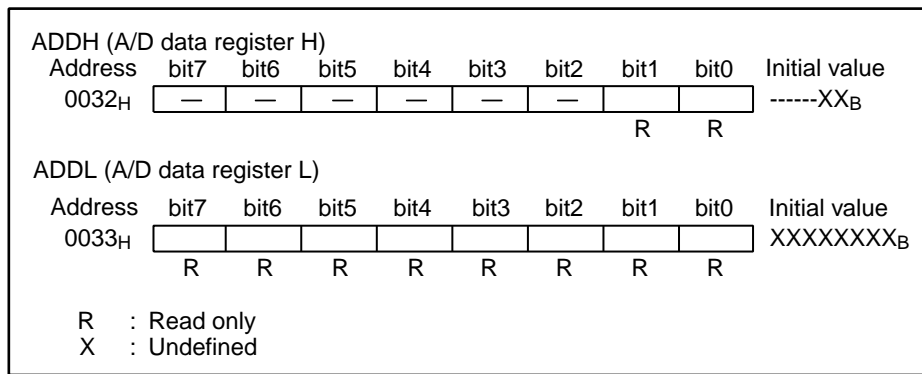 ADDH (A/D data register H)
Address bit7 bit6 bit5 bit4 bit3 bit2 bit1 bit0 Initial value
0032H — — — — — — ------XXB
R R
ADDL (A/D data register L)
Address bit7 bit6 bit5 bit4 bit3 bit2 bit1 bit0 Initial value
0033H XXXXXXXXB
R R R R R R R R
R : Read only
X : Undefined